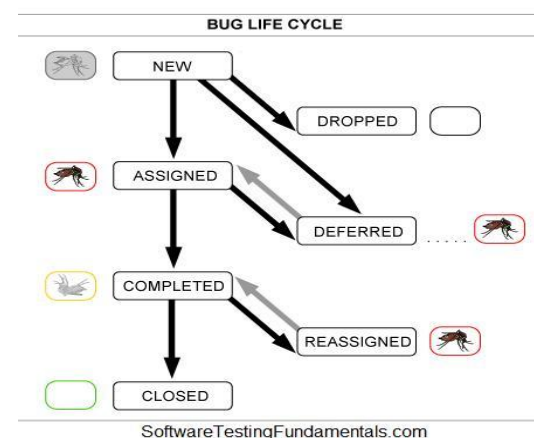 BUG LIFE CYCLE
NEW
DROPPED
ASSIGNED
DEFERRED . . . . .
COMPLETED
REASSIGNED
CLOSED
SoftwareTestingFundamentals.com